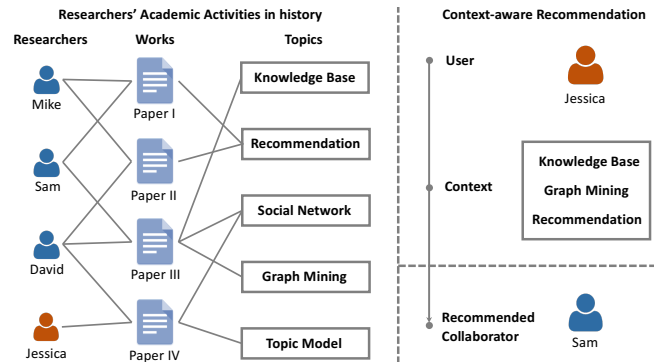 Researchers' Academic Activities in history
Researchers
Works
Topics
Mike
Sam
David
Jessica
Paper I
Paper II
Paper III
Paper IV
Knowledge Base
Recommendation
Social Network
Graph Mining
Topic Model
Context-aware Recommendation
User
Jessica
Context
Knowledge Base
Graph Mining
Recommendation
Recommended
Collaborator
Sam